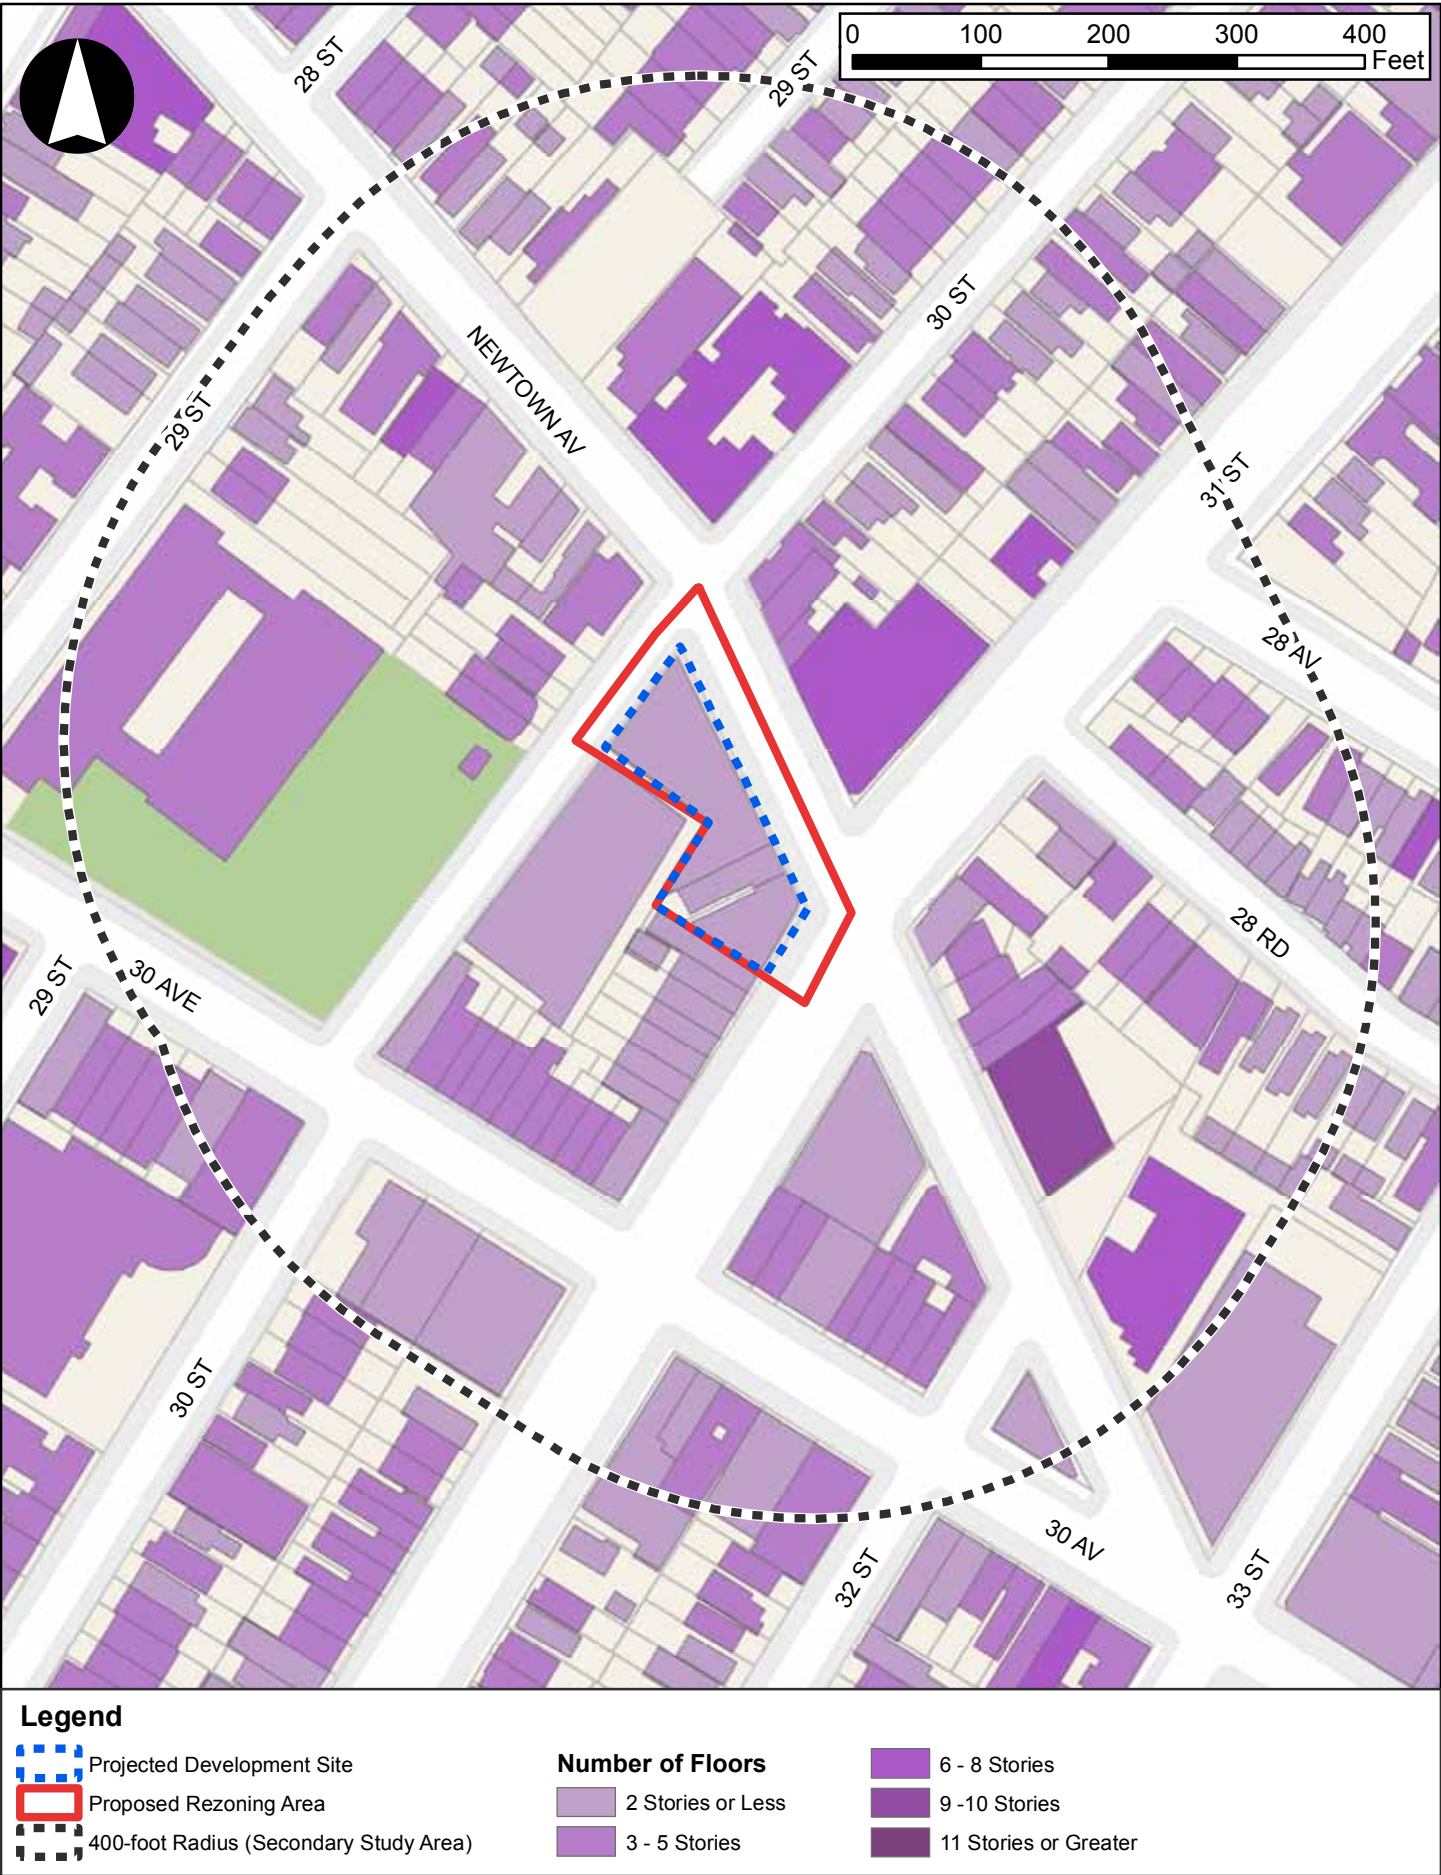 0 100 200 300 400
Feet
28 ST
29 ST
NEWTOWN AV
30 ST
29 ST
31 ST
28 AV
28 RD
29 ST
30 AVE
30 ST
30 AV
32 ST
33 ST
Legend
Projected Development Site
Proposed Rezoning Area
400-foot Radius (Secondary Study Area)
Number of Floors
2 Stories or Less
3 - 5 Stories
6 - 8 Stories
9 -10 Stories
11 Stories or Greater